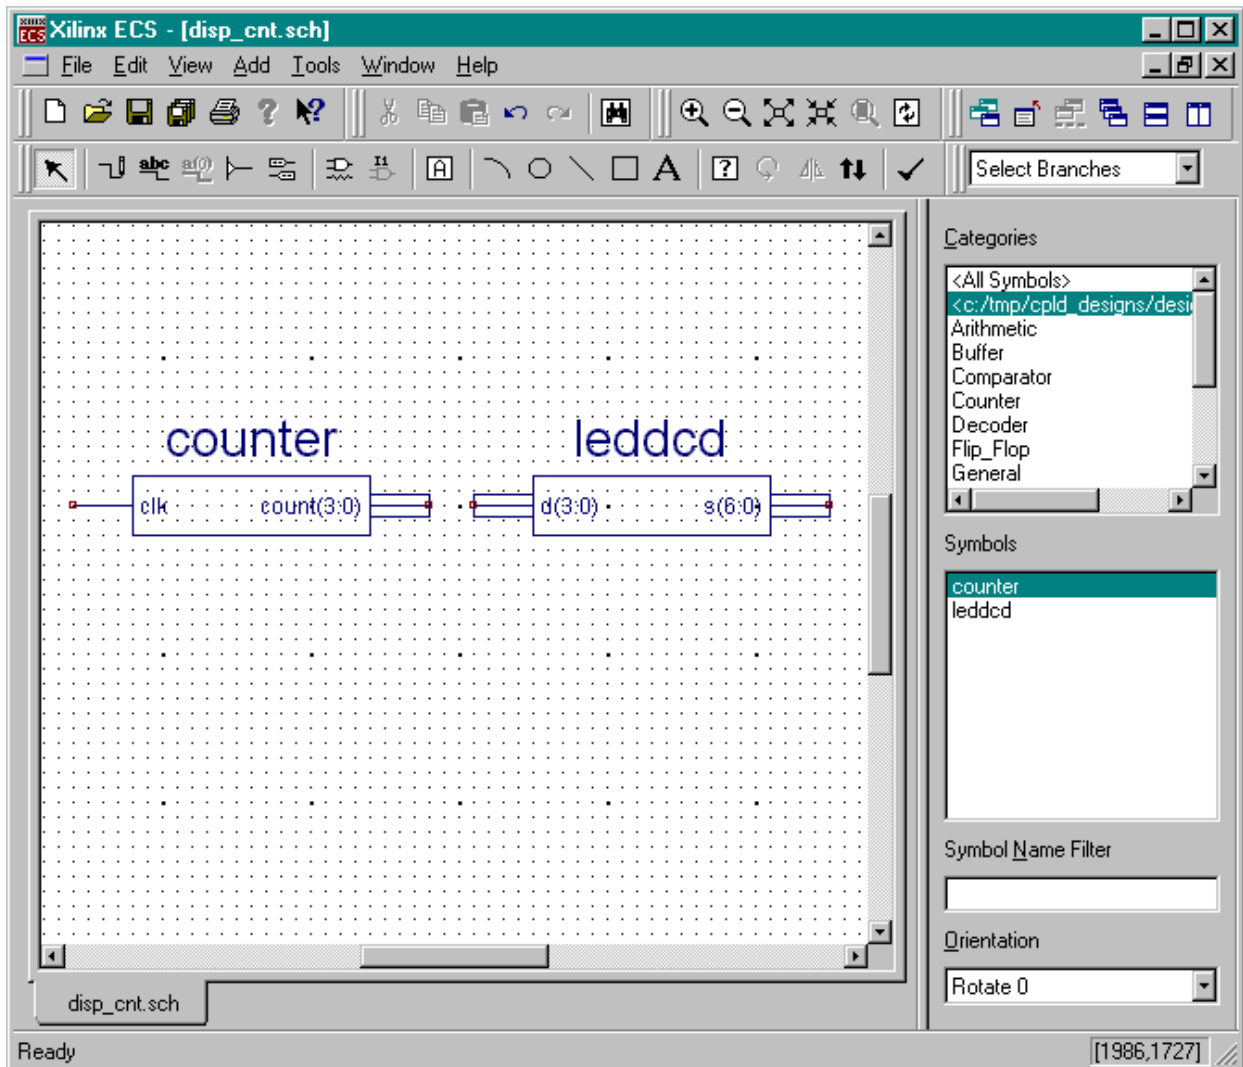 Xilinx ECS - [disp_cnt.sch]
File Edit View Add Tools Window Help
Select Branches
Categories
<All Symbols>
<c:/tmp/cpld_designs/desi
Arithmetic
Buffer
Comparator
Counter
Decoder
Flip_Flop
General
counter
leddcd
clk count(3:0)
d(3:0) s(6:0)
Symbols
counter
leddcd
Symbol Name Filter
Orientation
Rotate 0
disp_cnt.sch
Ready
[1986,1727]